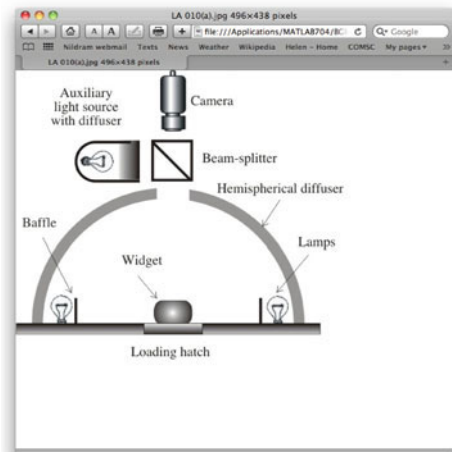 LA 010(a).jpg 496×438 pixels
file:///Applications/MATLAB704/BG
Google
Nildram webmail Texts News Weather Wikipedia Helen - Home COMSC My pages
LA 010(a).jpg 496×438 pixels
Auxiliary
light source
with diffuser
Camera
Beam-splitter
Hemispherical diffuser
Baffle
Lamps
Widget
Loading hatch